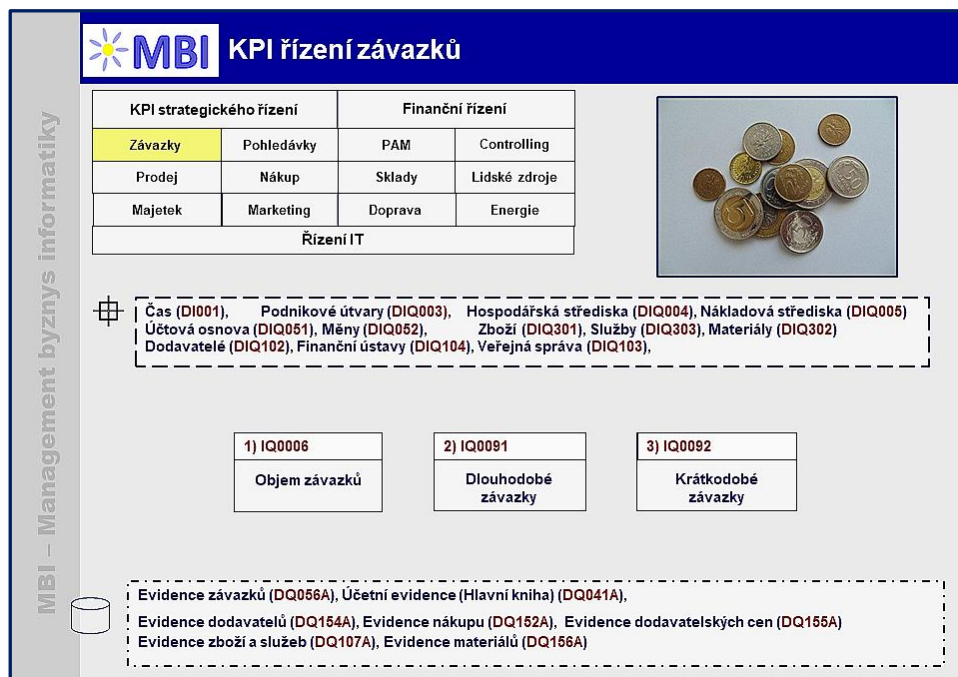 MBI
KPI řízení závazků
MBI – Management byznys informatiky
KPI strategického řízení Finanční řízení
Závazky Pohledávky PAM Controlling
Prodej Nákup Sklady Lidské zdroje
Majetek Marketing Doprava Energie
Řízení IT
Čas (DI001), Podnikové útvary (DIQ003), Hospodářská střediska (DIQ004), Nákladová střediska (DIQ005)
Účtová osnova (DIQ051), Měny (DIQ052), Zboží (DIQ301), Služby (DIQ303), Materiály (DIQ302)
Dodavatelé (DIQ102), Finanční ústavy (DIQ104), Veřejná správa (DIQ103),
1) IQ0006 2) IQ0091 3) IQ0092
Objem závazků Dlouhodobé Krátkodobé
závazky závazky
Evidence závazků (DQ056A), Účetní evidence (Hlavní kniha) (DQ041A),
Evidence dodavatelů (DQ154A), Evidence nákupu (DQ152A), Evidence dodavatelských cen (DQ155A)
Evidence zboží a služeb (DQ107A), Evidence materiálů (DQ156A)